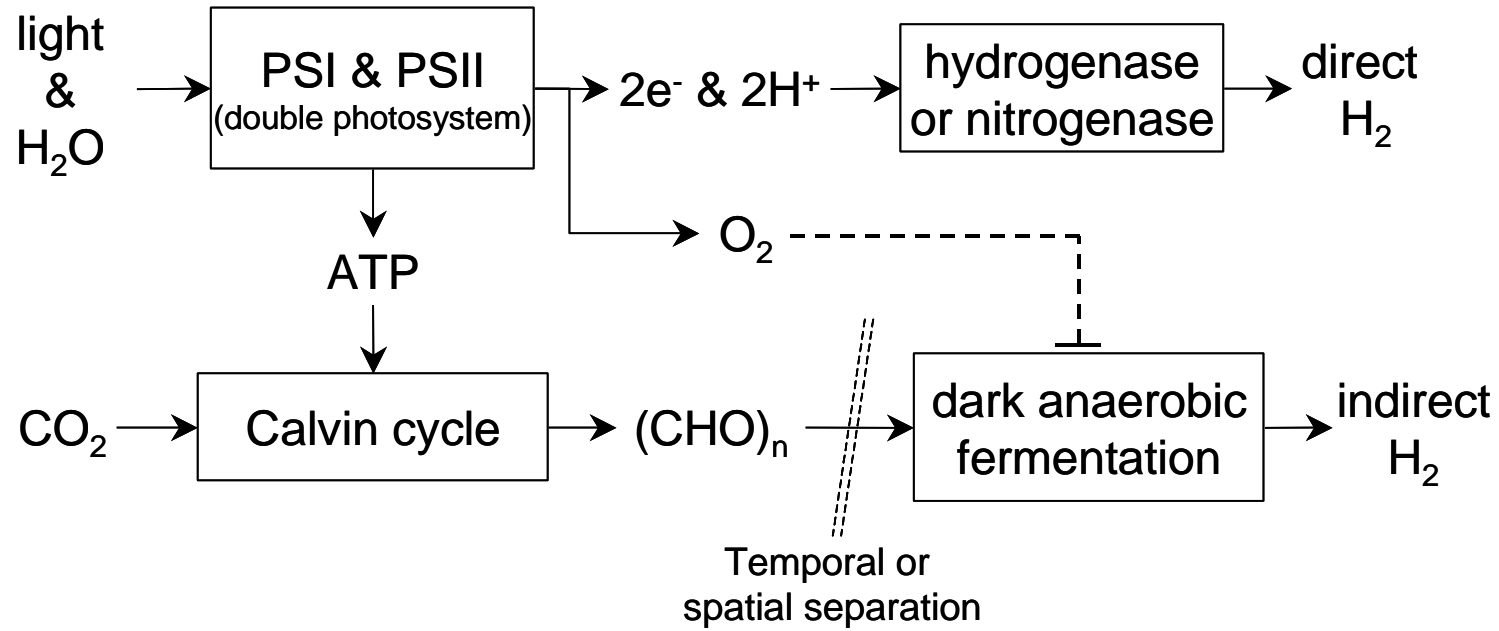 light
&
H₂O
PSI & PSII
(double photosystem)
2e⁻ & 2H⁺
hydrogenase
or nitrogenase
direct
H₂
O₂
ATP
CO₂
Calvin cycle
(CHO)ₙ
dark anaerobic
fermentation
indirect
H₂
Temporal or
spatial separation